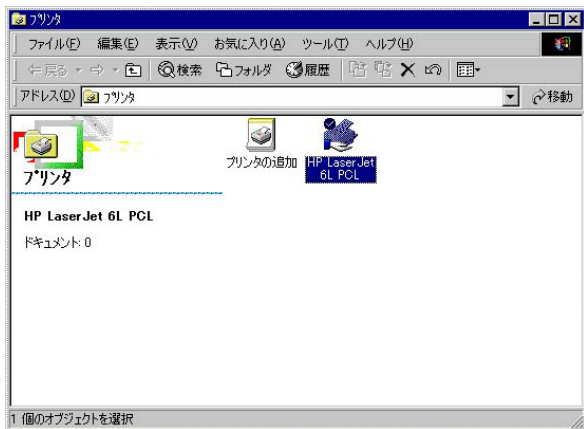 プリンタ
ファイル(F) 編集(E) 表示(V) お気に入り(A) ツール(T) ヘルプ(H)
戻る 検索 フォルダ 履歴
アドレス(D) プリンタ 移動
プリンタ
プリンタの追加
HP LaserJet 6L PCL
HP LaserJet 6L PCL
ドキュメント: 0
1 個のオブジェクトを選択